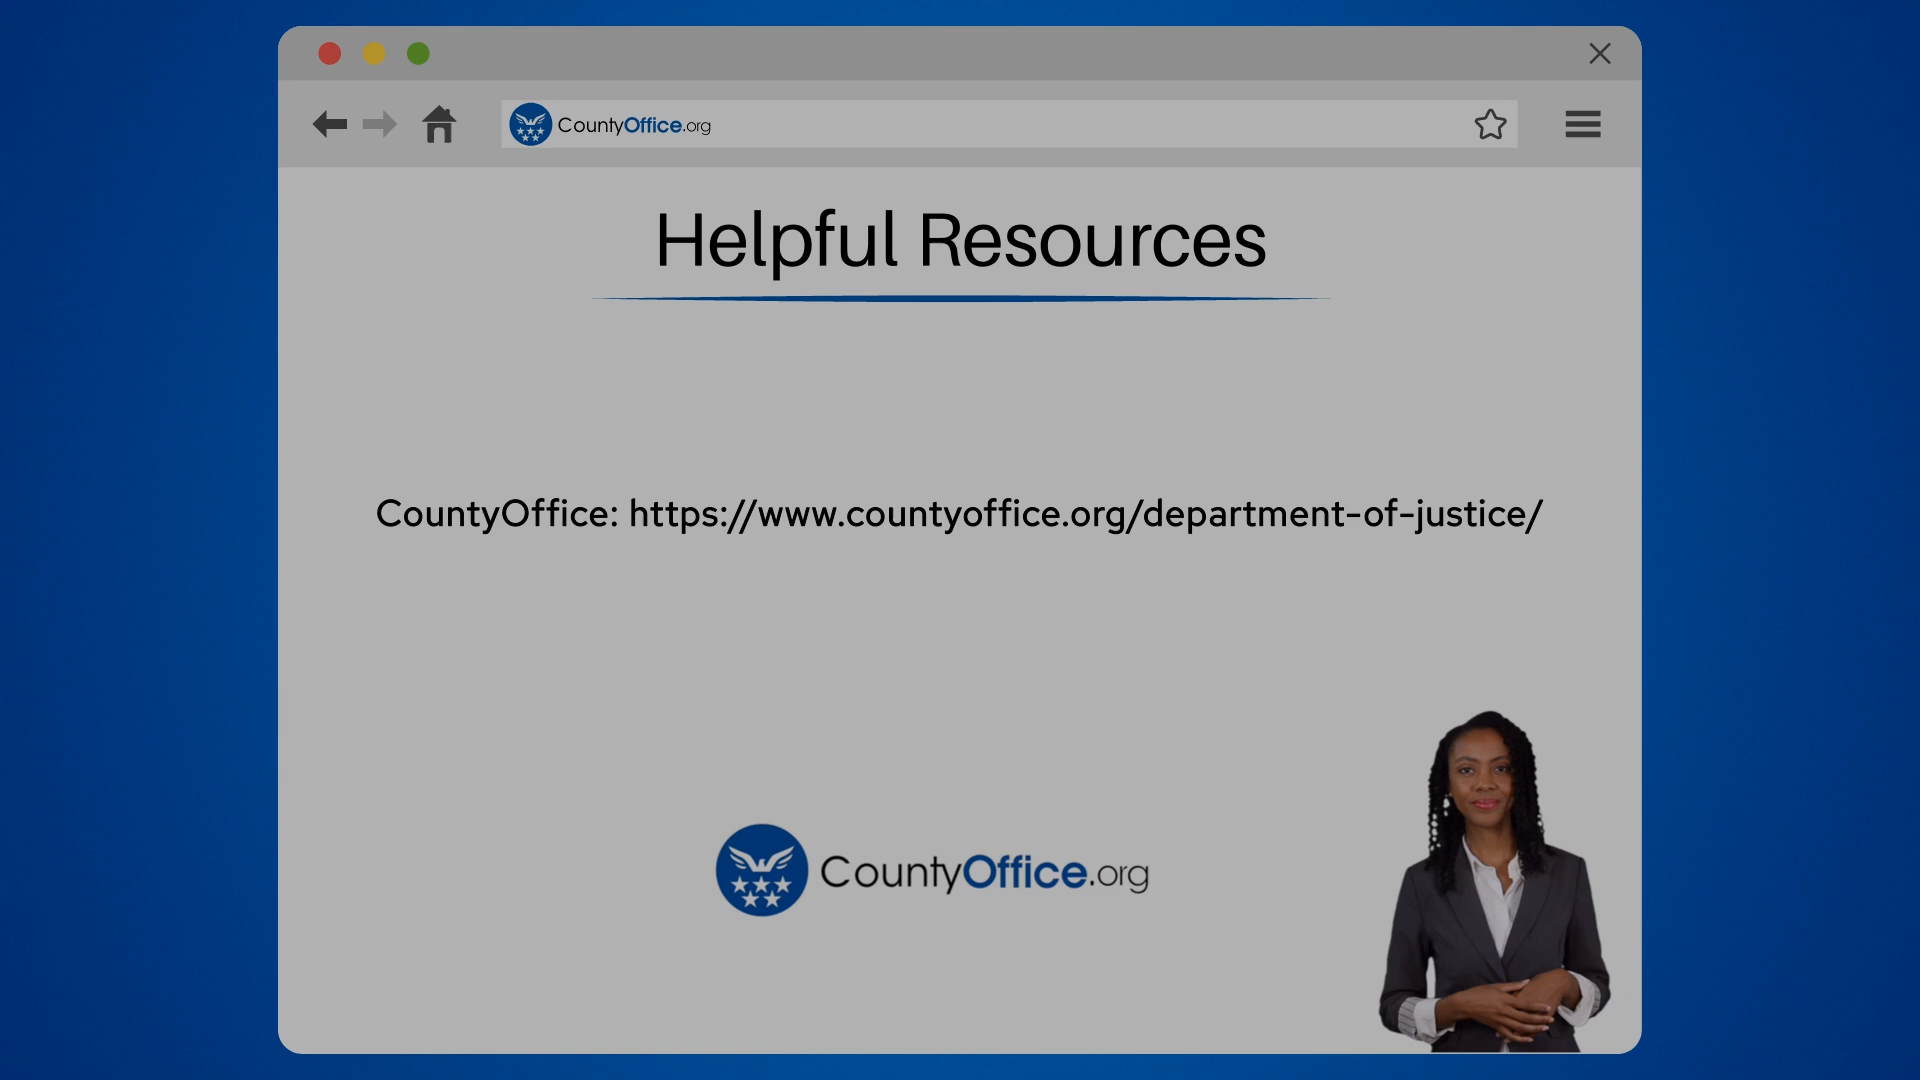 CountyOffice.org
Helpful Resources
CountyOffice: https://www.countyoffice.org/department-of-justice/
CountyOffice.org